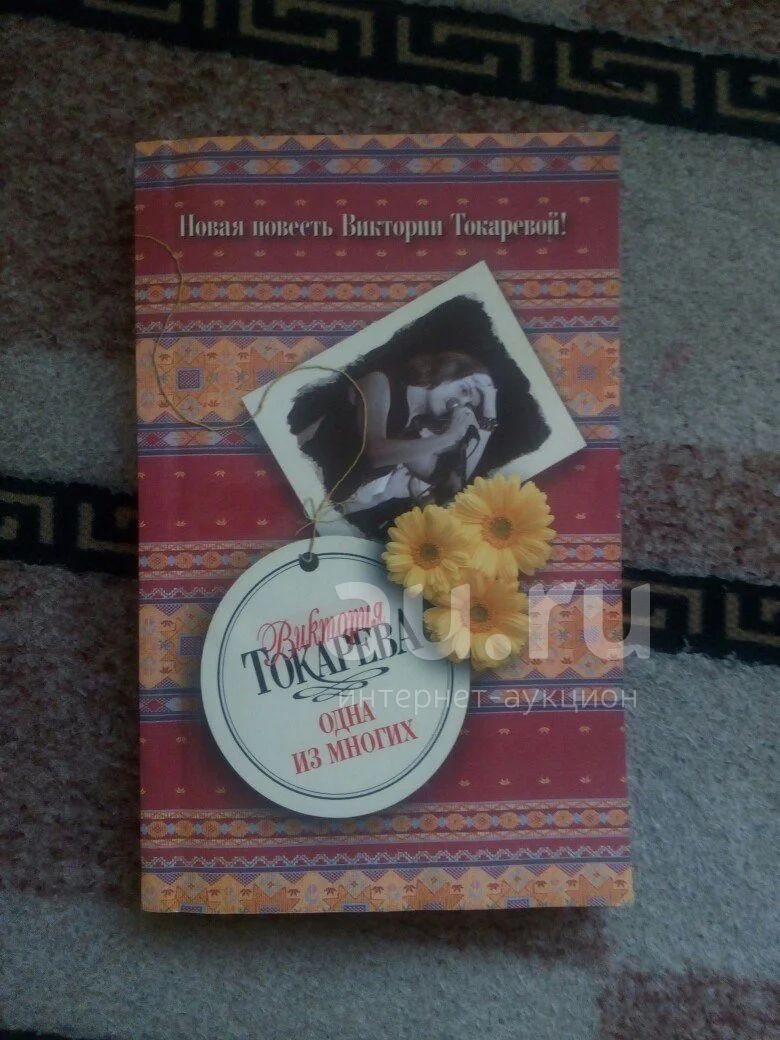 Новая повесть Виктории Токаревой!
Виктория
ТОКАРЕВА
ОДНА
ИЗ МНОГИХ
au.ru
интернет-аукцион